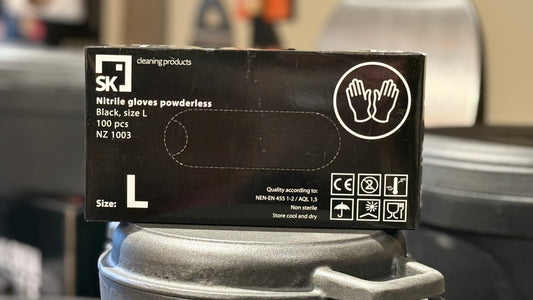 SK
cleaning products
Nitrile gloves powderless
Black, size L
100 pcs
NZ 1003
Size: L
Quality according to:
NEN-EN 455 1-2 / AQL 1,5
Non sterile
Store cool and dry
CE